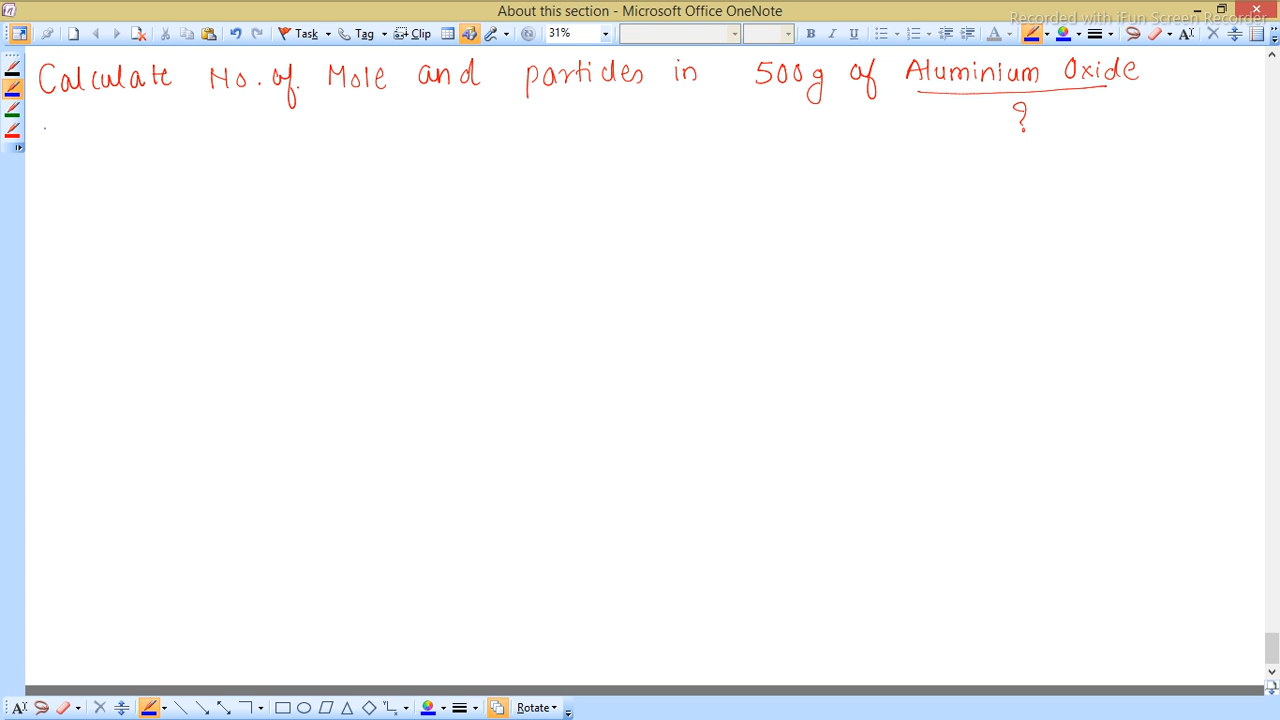 About this section - Microsoft Office OneNote
Recorded with iFun Screen Recorder
Task Tag Clip 31% B I U A
Calculate No. of. Mole and particles in 500g of Aluminium Oxide
?
Rotate